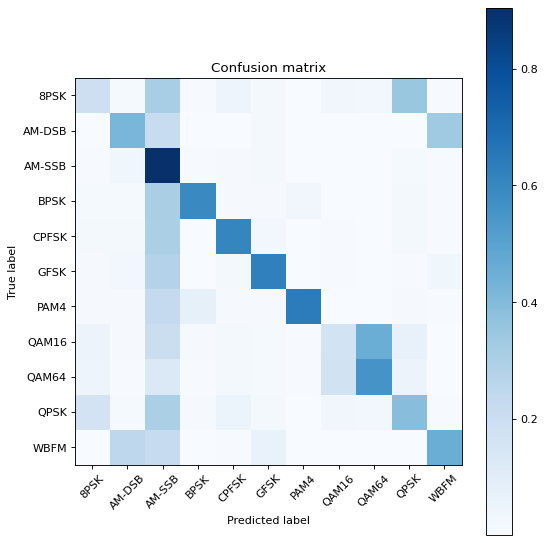 Confusion matrix
True label
8PSK
AM-DSB
AM-SSB
BPSK
CPFSK
GFSK
PAM4
QAM16
QAM64
QPSK
WBFM
8PSK
AM-DSB
AM-SSB
BPSK
CPFSK
GFSK
PAM4
QAM16
QAM64
QPSK
WBFM
Predicted label
0.8
0.6
0.4
0.2